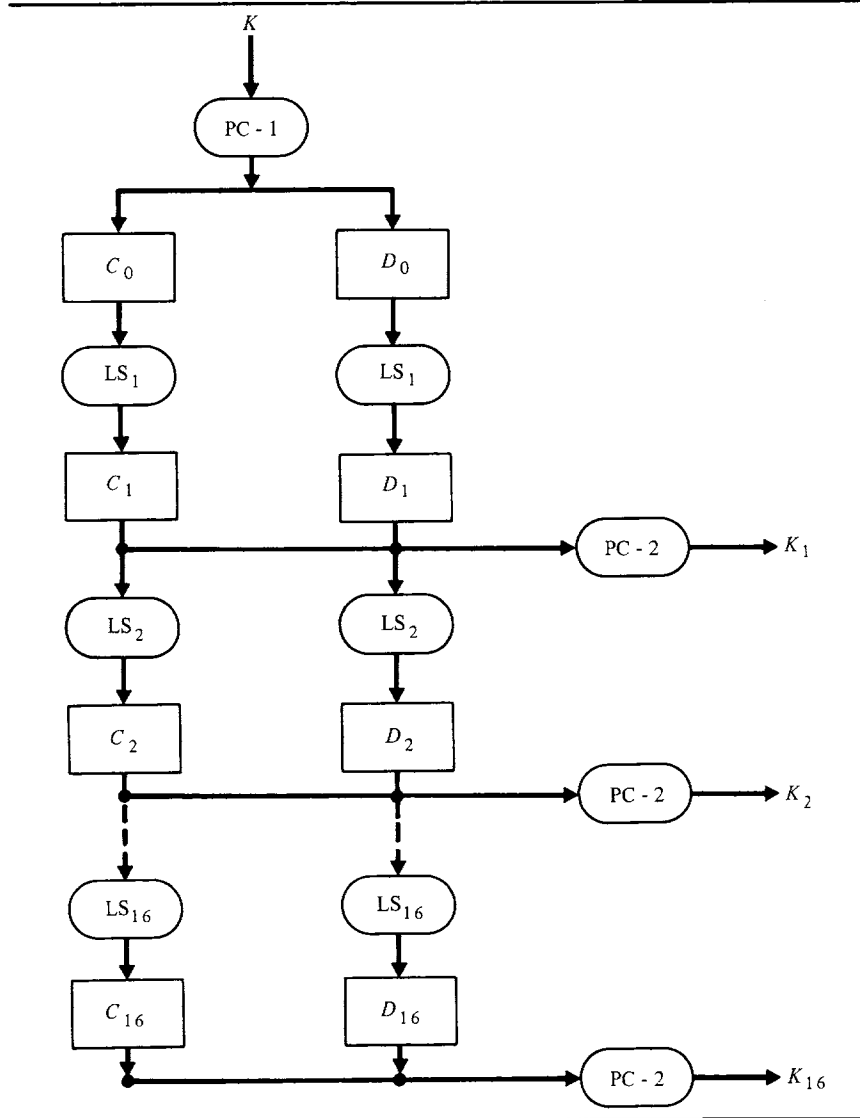 K
PC - 1
C0 D0
LS1 LS1
C1 D1
PC - 2 K1
LS2 LS2
C2 D2
PC - 2 K2
LS16 LS16
C16 D16
PC - 2 K16